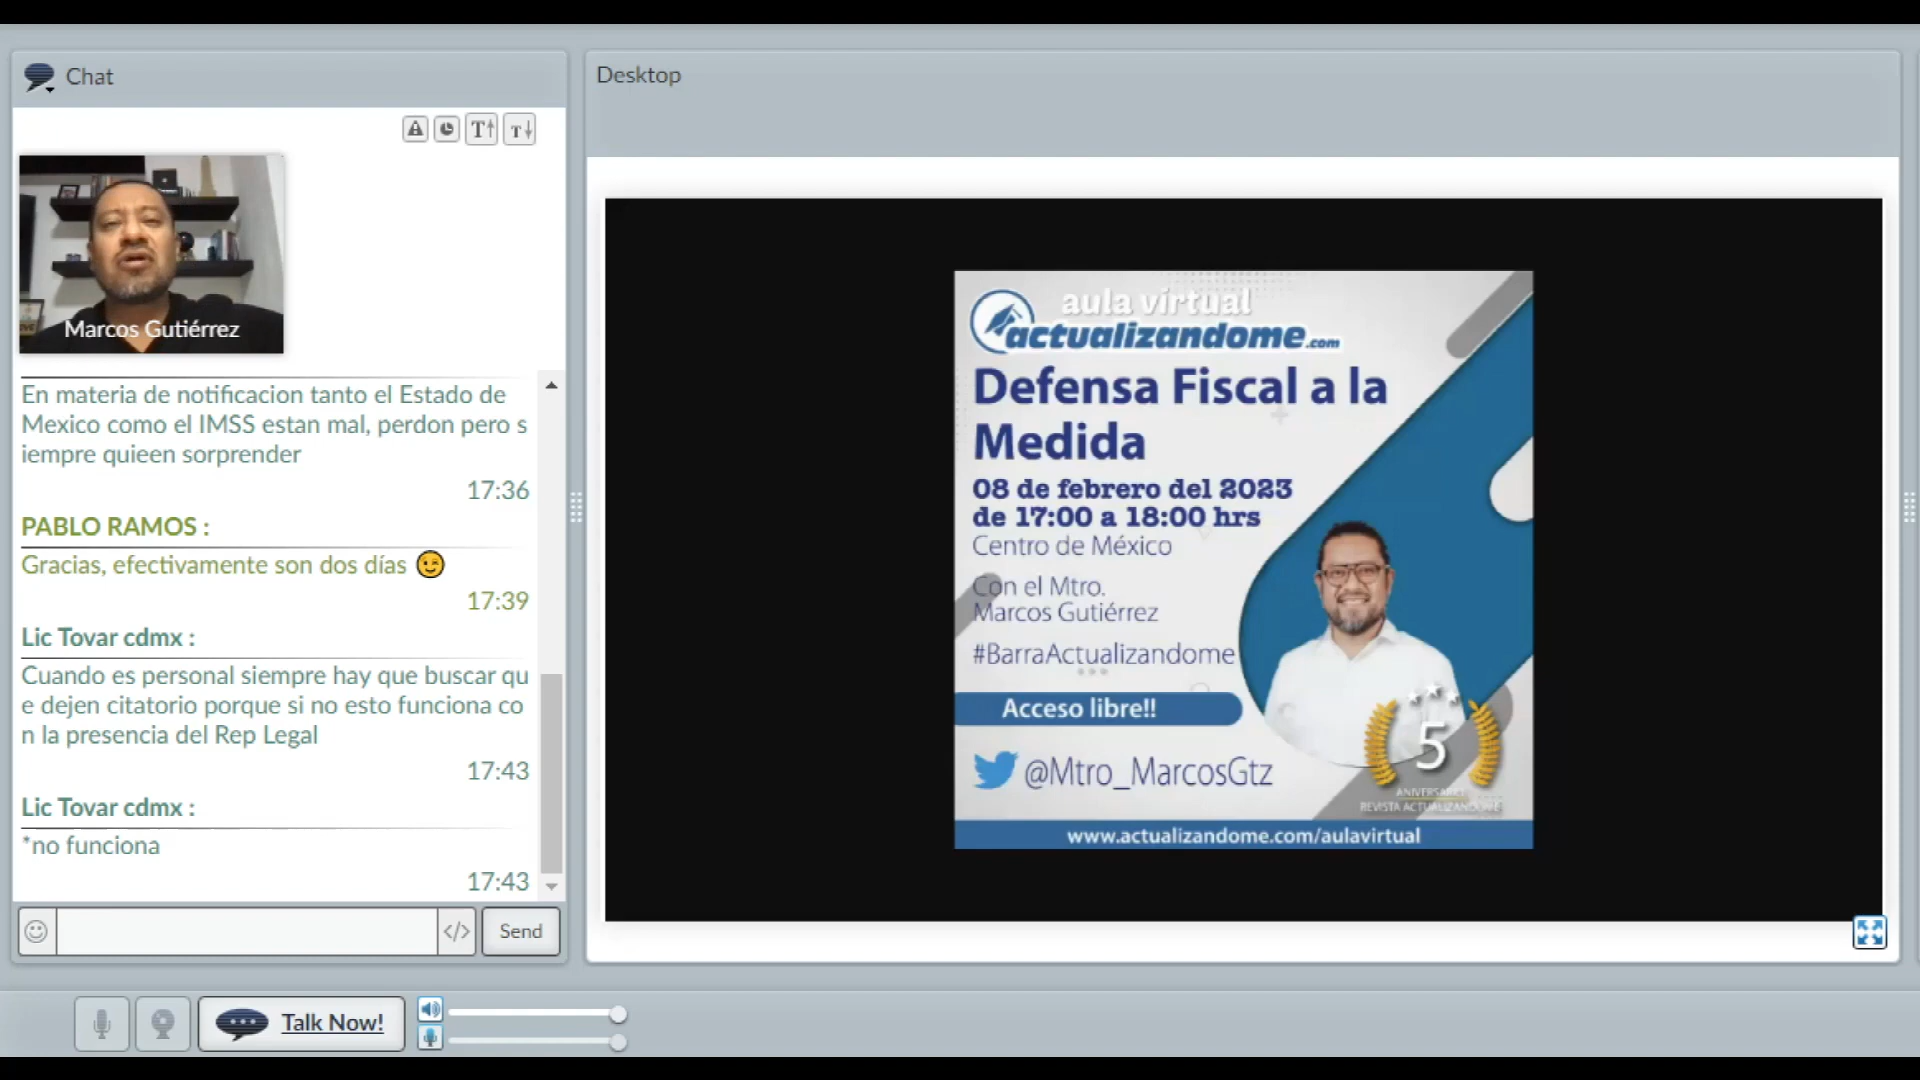 Chat
Marcos Gutiérrez
En materia de notificacion tanto el Estado de
Mexico como el IMSS estan mal, perdon pero s
iempre quieen sorprender
17:36
PABLO RAMOS :
Gracias, efectivamente son dos días
17:39
Lic Tovar cdmx :
Cuando es personal siempre hay que buscar qu
e dejen citatorio porque si no esto funciona co
n la presencia del Rep Legal
17:43
Lic Tovar cdmx :
*no funciona
17:43
</> Send
Talk Now!
Desktop
aula virtual
actualizandome.com
Defensa Fiscal a la
Medida
08 de febrero del 2023
de 17:00 a 18:00 hrs
Centro de México
Con el Mtro.
Marcos Gutiérrez
#BarraActualizandome
Acceso libre!!
@Mtro_MarcosGtz
5
ANIVERSARIO
REVISTA ACTUALIZANDOME
www.actualizandome.com/aulavirtual